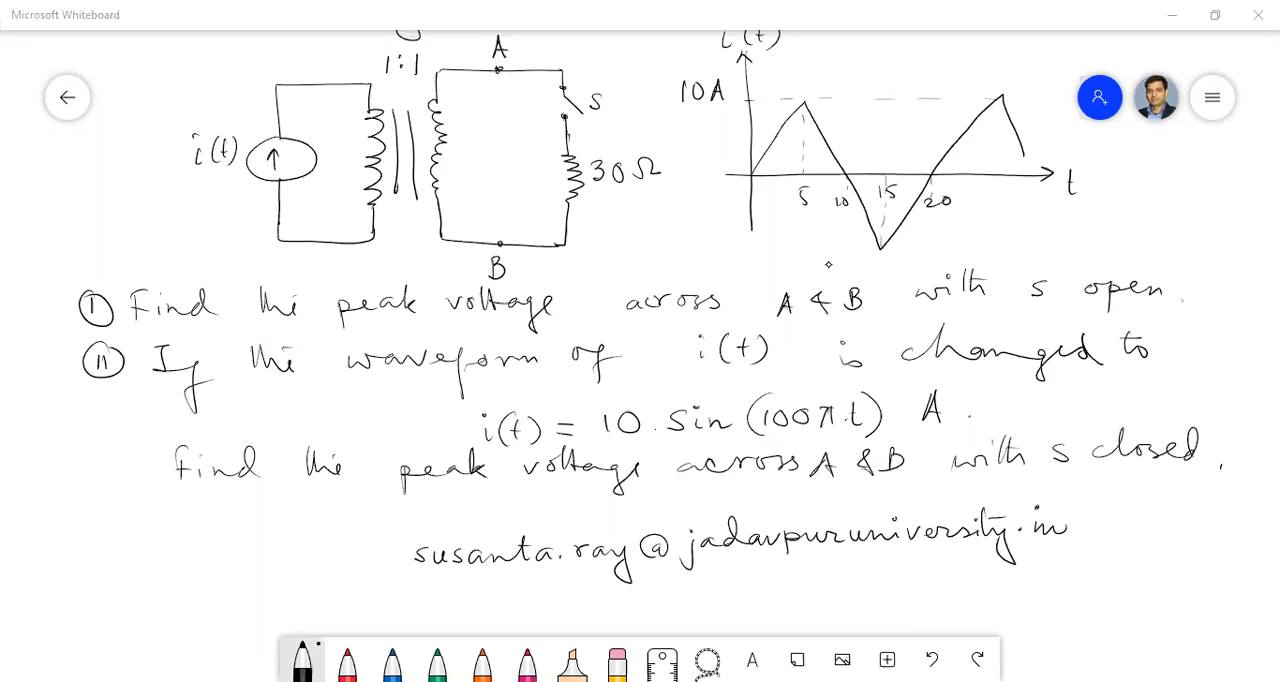 Microsoft Whiteboard
i(t)
A
1:1
10A
S
i(t)
30Ω
t
5
10
15
20
B
I Find the peak voltage across A & B with S open.
II If the waveform of i(t) is changed to
i(t) = 10. sin (100π.t) A.
find the peak voltage across A & B with S closed.
susanta.ray@jadavpuruniversity.in
A